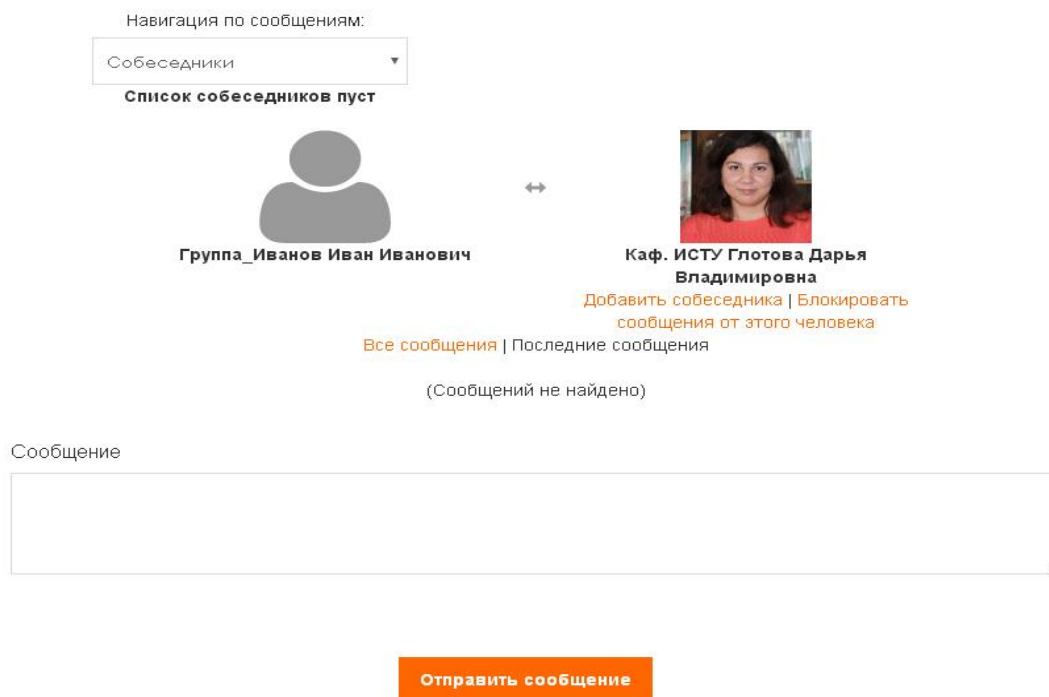 Навигация по сообщениям:
Собеседники
Список собеседников пуст
Группа_Иванов Иван Иванович
Каф. ИСТУ Глотова Дарья
Владимировна
Добавить собеседника | Блокировать
сообщения от этого человека
Все сообщения | Последние сообщения
(Сообщений не найдено)
Сообщение
Отправить сообщение